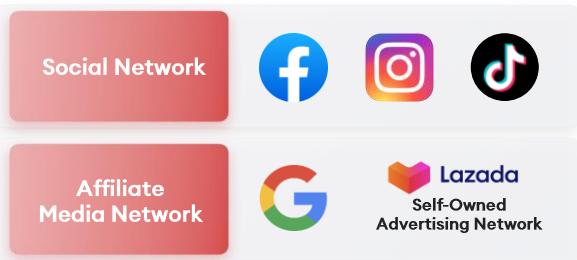 Social Network
Affiliate
Media Network
Lazada
Self-Owned
Advertising Network